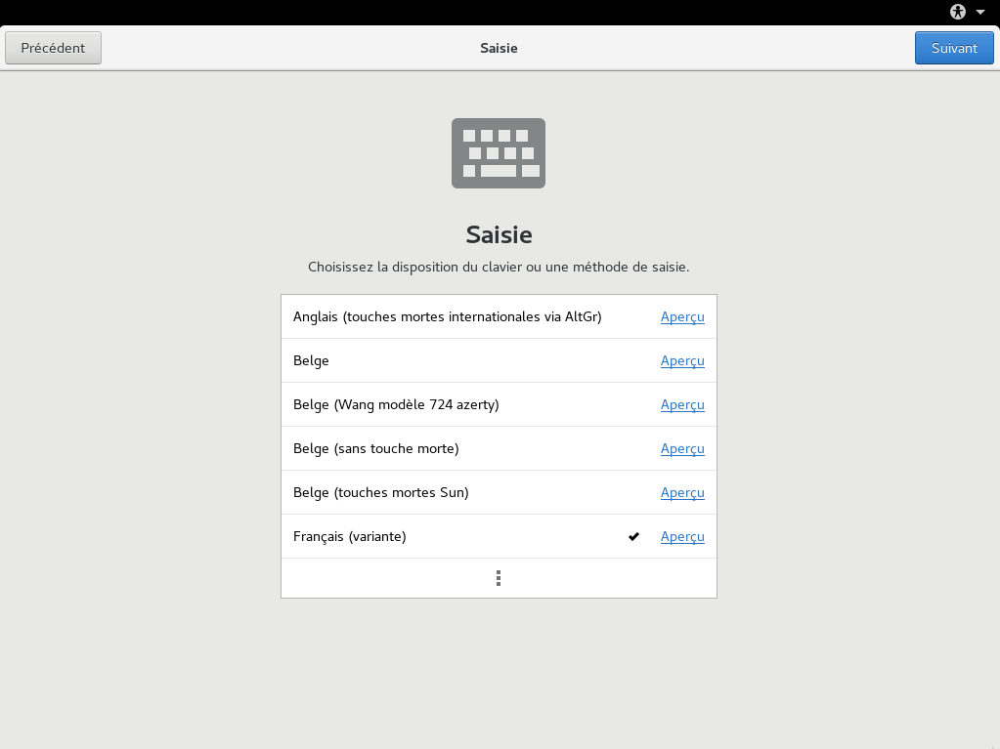 Précédent
Saisie
Suivant
Saisie
Choisissez la disposition du clavier ou une méthode de saisie.
Anglais (touches mortes internationales via AltGr) Aperçu
Belge Aperçu
Belge (Wang modèle 724 azerty) Aperçu
Belge (sans touche morte) Aperçu
Belge (touches mortes Sun) Aperçu
Français (variante) Aperçu